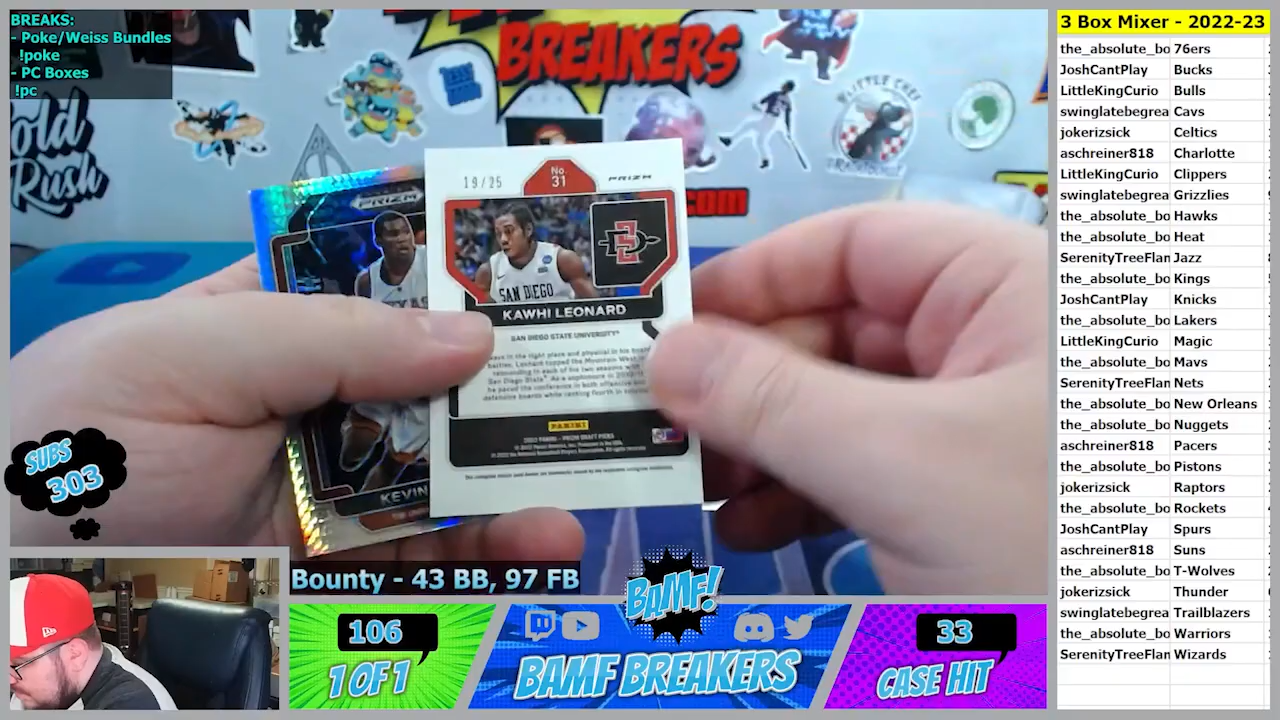 BREAKS:
- Poke/Weiss Bundles
!poke
- PC Boxes
!pc
BREAKERS
Old
Rush
.com
19/25
No.
31
PRIZM
PRIZM
SAN DIEGO
KAWHI LEONARD
SAN DIEGO STATE UNIVERSITY
PANINI
KEVIN
SUBS
303
Bounty - 43 BB, 97 FB
BAMF!
106
1 OF 1
BAMF BREAKERS
33
CASE HIT
3 Box Mixer - 2022-23
the_absolute_bo 76ers
JoshCantPlay Bucks
LittleKingCurio Bulls
swinglatebegrea Cavs
jokerizsick Celtics
aschreiner818 Charlotte
LittleKingCurio Clippers
swinglatebegrea Grizzlies
the_absolute_bo Hawks
the_absolute_bo Heat
SerenityTreeFlan Jazz
the_absolute_bo Kings
JoshCantPlay Knicks
the_absolute_bo Lakers
LittleKingCurio Magic
the_absolute_bo Mavs
SerenityTreeFlan Nets
the_absolute_bo New Orleans
the_absolute_bo Nuggets
aschreiner818 Pacers
the_absolute_bo Pistons
jokerizsick Raptors
the_absolute_bo Rockets
JoshCantPlay Spurs
aschreiner818 Suns
the_absolute_bo T-Wolves
jokerizsick Thunder
swinglatebegrea Trailblazers
the_absolute_bo Warriors
SerenityTreeFlan Wizards